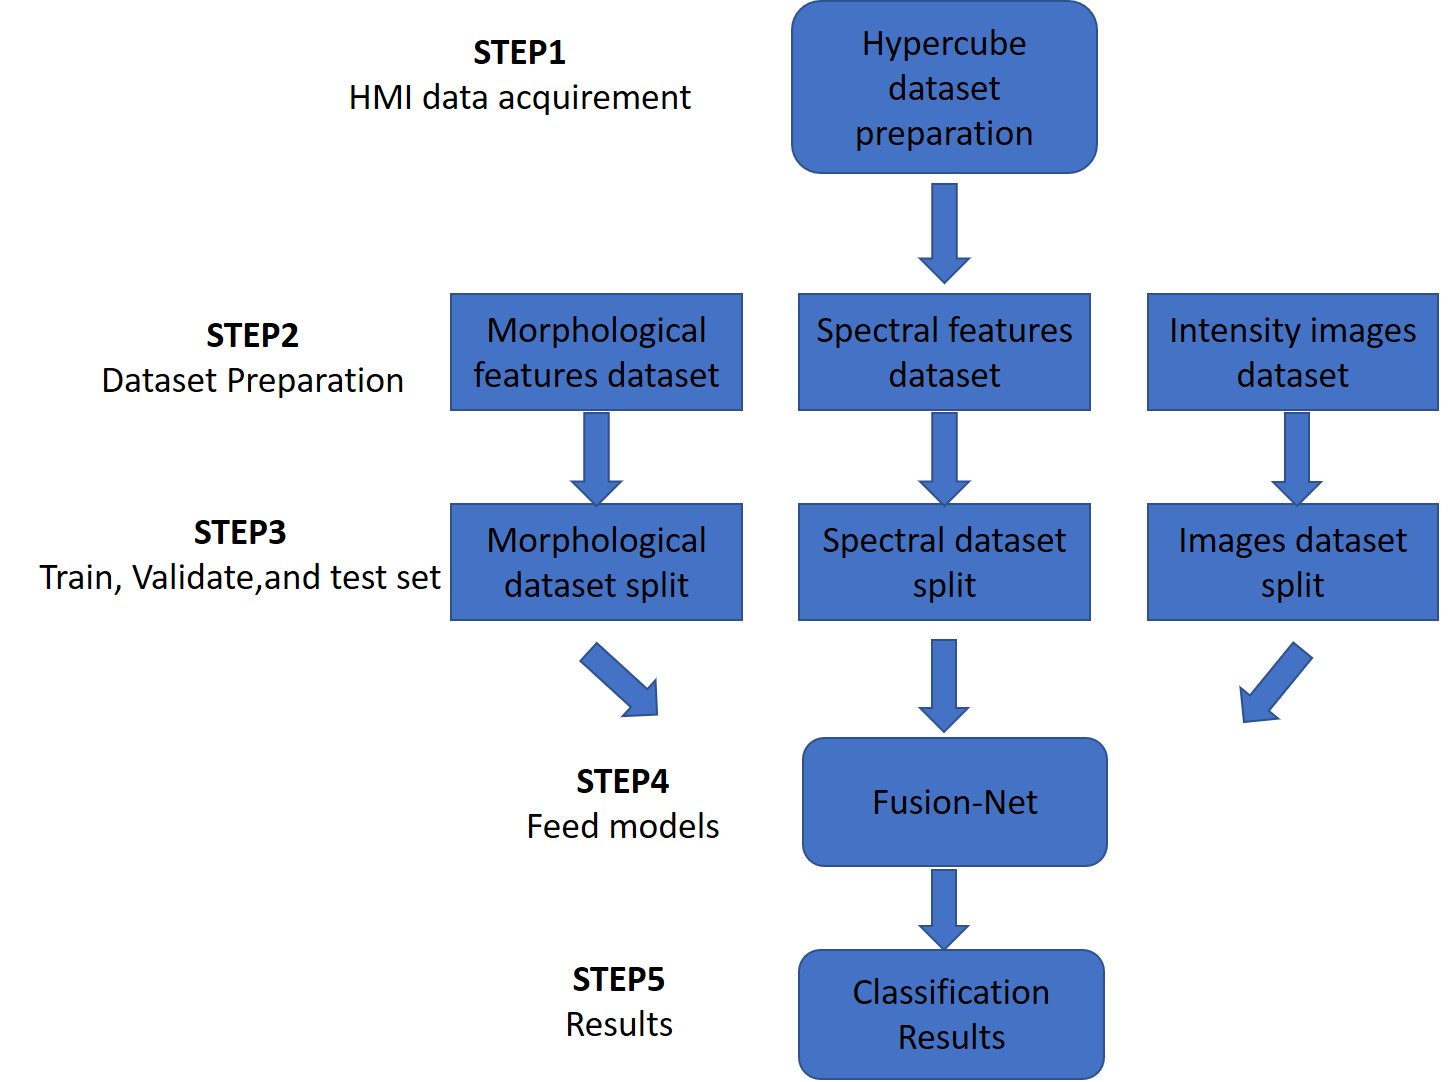 STEP1
HMI data acquirement
Hypercube
dataset
preparation
STEP2
Dataset Preparation
Morphological
features dataset
Spectral features
dataset
Intensity images
dataset
STEP3
Train, Validate,and test set
Morphological
dataset split
Spectral dataset
split
Images dataset
split
STEP4
Feed models
Fusion-Net
STEP5
Results
Classification
Results